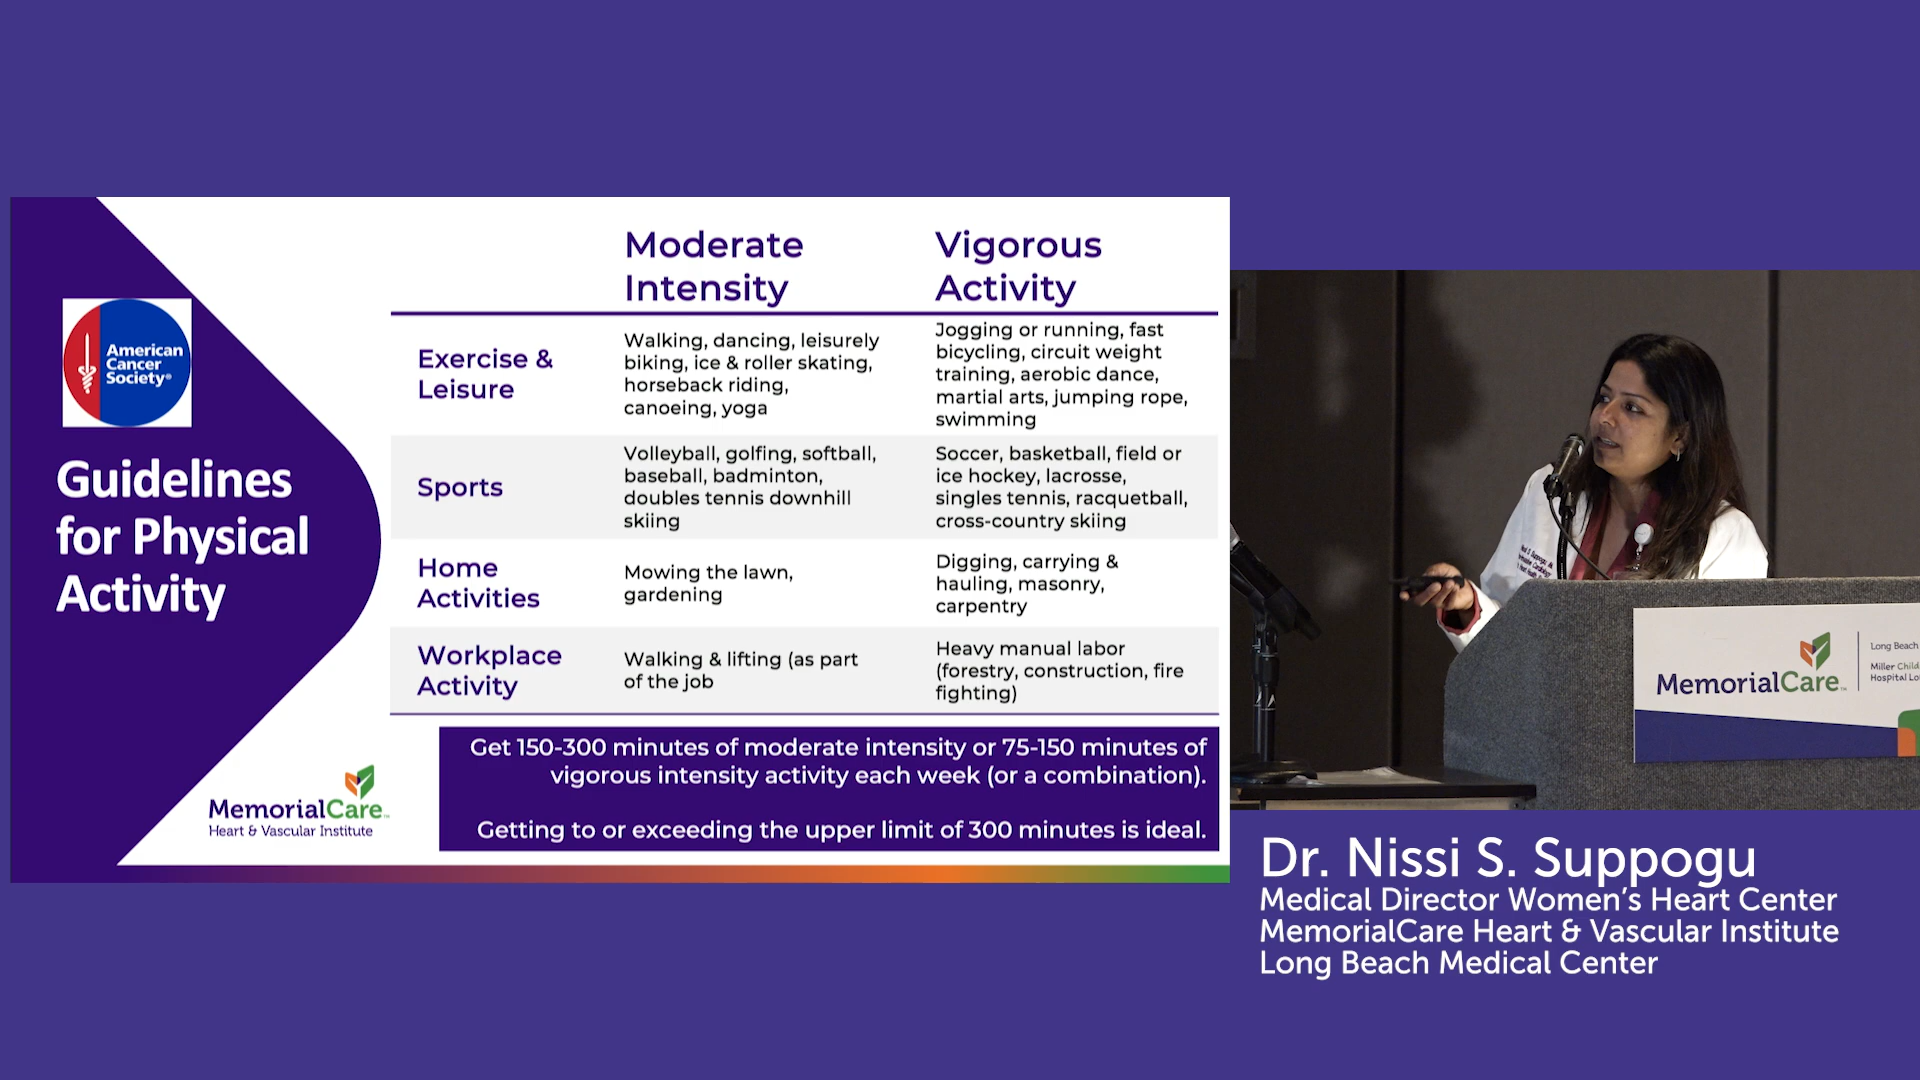 American
Cancer
Society®
Guidelines
for Physical
Activity
Moderate
Intensity
Vigorous
Activity
Exercise &
Leisure
Walking, dancing, leisurely
biking, ice & roller skating,
horseback riding,
canoeing, yoga
Jogging or running, fast
bicycling, circuit weight
training, aerobic dance,
martial arts, jumping rope,
swimming
Sports
Volleyball, golfing, softball,
baseball, badminton,
doubles tennis downhill
skiing
Soccer, basketball, field or
ice hockey, lacrosse,
singles tennis, racquetball,
cross-country skiing
Home
Activities
Mowing the lawn,
gardening
Digging, carrying &
hauling, masonry,
carpentry
Workplace
Activity
Walking & lifting (as part
of the job
Heavy manual labor
(forestry, construction, fire
fighting)
Get 150-300 minutes of moderate intensity or 75-150 minutes of
vigorous intensity activity each week (or a combination).
Getting to or exceeding the upper limit of 300 minutes is ideal.
MemorialCare™
Heart & Vascular Institute
MemorialCare™
Long Beach
Miller Child
Hospital Lo
Dr. Nissi S. Suppogu
Medical Director Women's Heart Center
MemorialCare Heart & Vascular Institute
Long Beach Medical Center